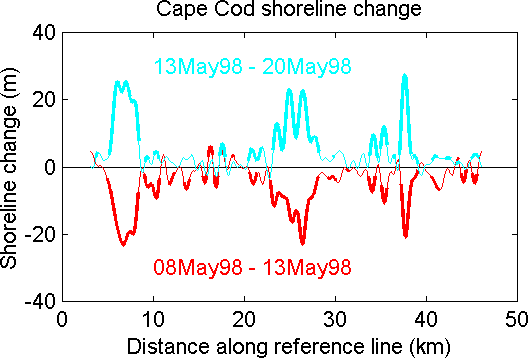 Cape Cod shoreline change
40
13May98 - 20May98
20
Shoreline change (m)
0
-20
08May98 - 13May98
-40
0 10 20 30 40 50
Distance along reference line (km)